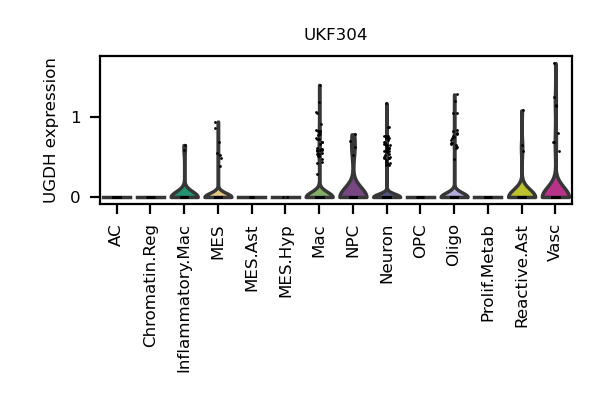 UKF304
UGDH expression
1
0
AC
Chromatin.Reg
Inflammatory.Mac
MES
MES.Ast
MES.Hyp
Mac
NPC
Neuron
OPC
Oligo
Prolif.Metab
Reactive.Ast
Vasc